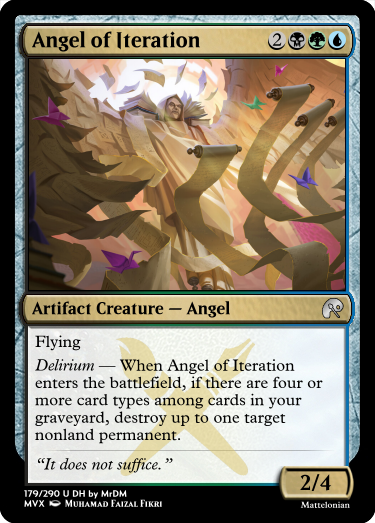 Angel of Iteration 2
Artifact Creature — Angel
Flying
Delirium — When Angel of Iteration
enters the battlefield, if there are four or
more card types among cards in your
graveyard, destroy up to one target
nonland permanent.
“It does not suffice.”
2/4
179/290 U DH by MrDM
MVX Muhamad Faizal Fikri
Mattelonian